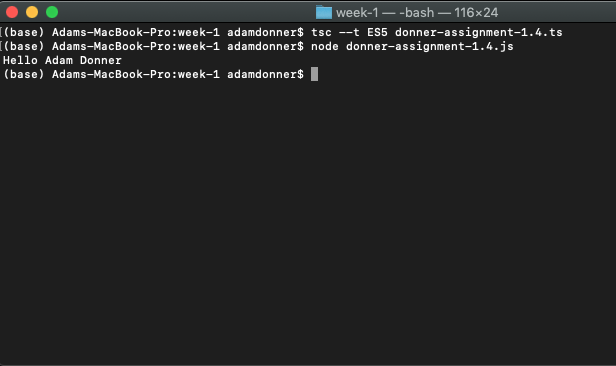 week-1 — -bash — 116×24
[(base) Adams-MacBook-Pro:week-1 adamdonner$ tsc --t ES5 donner-assignment-1.4.ts
[(base) Adams-MacBook-Pro:week-1 adamdonner$ node donner-assignment-1.4.js
Hello Adam Donner
(base) Adams-MacBook-Pro:week-1 adamdonner$